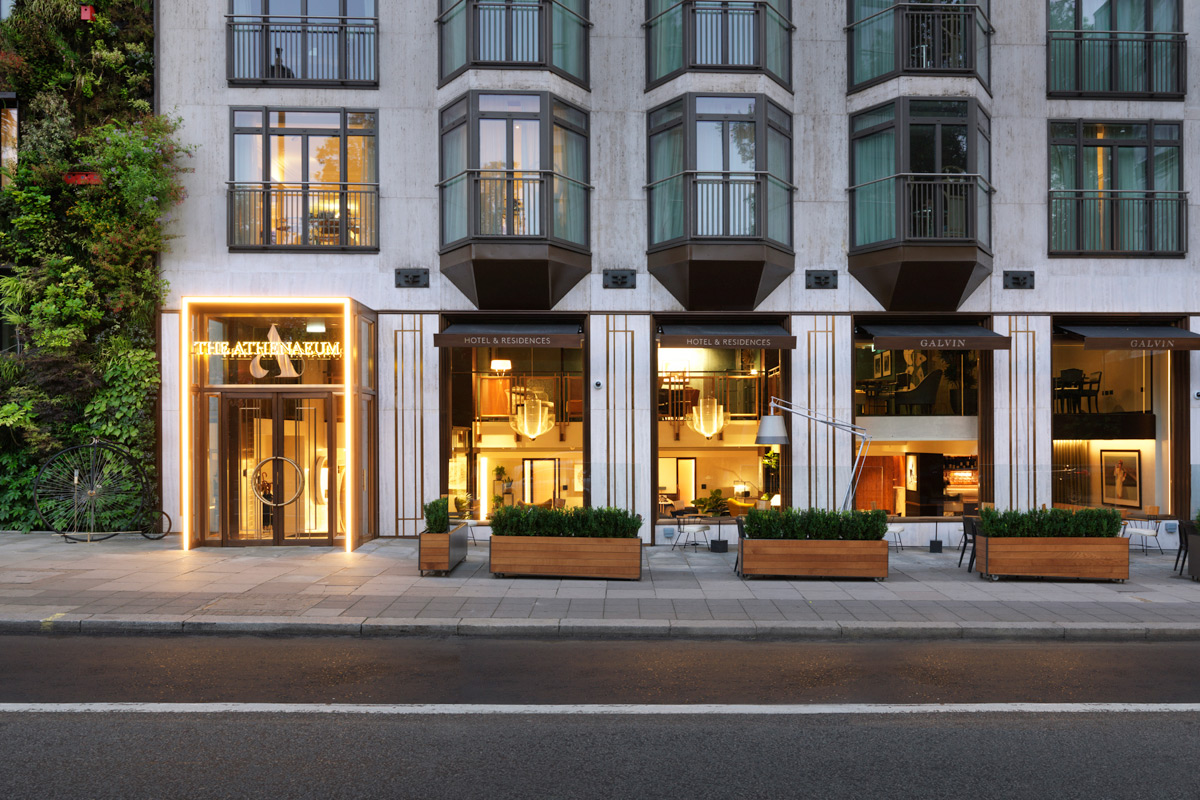 THE ATHENAEUM
A
HOTEL & RESIDENCES
HOTEL & RESIDENCES
GALVIN
GALVIN